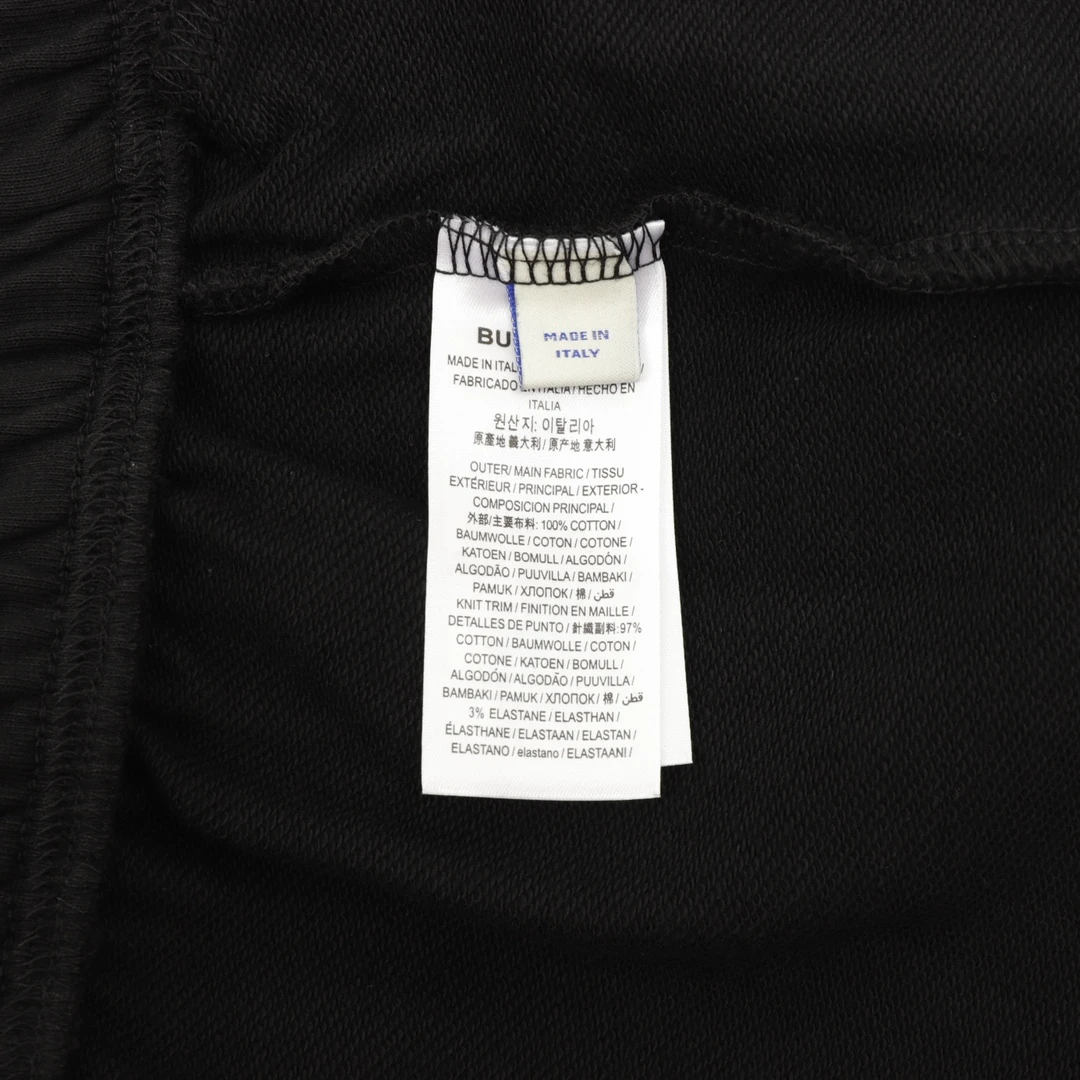 MADE IN
ITALY
BU
MADE IN ITAL
FABRICADO EN ITALIA / HECHO EN
ITALIA
원산지: 이탈리아
原產地 義大利 / 原产地 意大利
OUTER/ MAIN FABRIC / TISSU
EXTÉRIEUR / PRINCIPAL / EXTERIOR -
COMPOSICION PRINCIPAL /
外部/主要布料: 100% COTTON /
BAUMWOLLE / COTON / COTONE /
KATOEN / BOMULL / ALGODÓN /
ALGODÃO / PUUVILLA / BAMBAKI /
PAMUK / ХЛОПОК / 棉 / قطن
KNIT TRIM / FINITION EN MAILLE /
DETALLES DE PUNTO / 針織副料:97%
COTTON / BAUMWOLLE / COTON /
COTONE / KATOEN / BOMULL /
ALGODÓN / ALGODÃO / PUUVILLA /
BAMBAKI / PAMUK / ХЛОПОК / 棉 / قطن
3% ELASTANE / ELASTHAN /
ÉLASTHANE / ELASTAAN / ELASTAN /
ELASTANO / elastano / ELASTAANI /